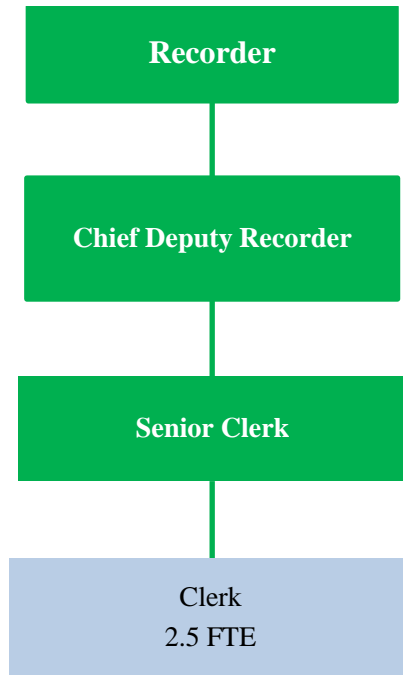 Recorder
Chief Deputy Recorder
Senior Clerk
Clerk
2.5 FTE